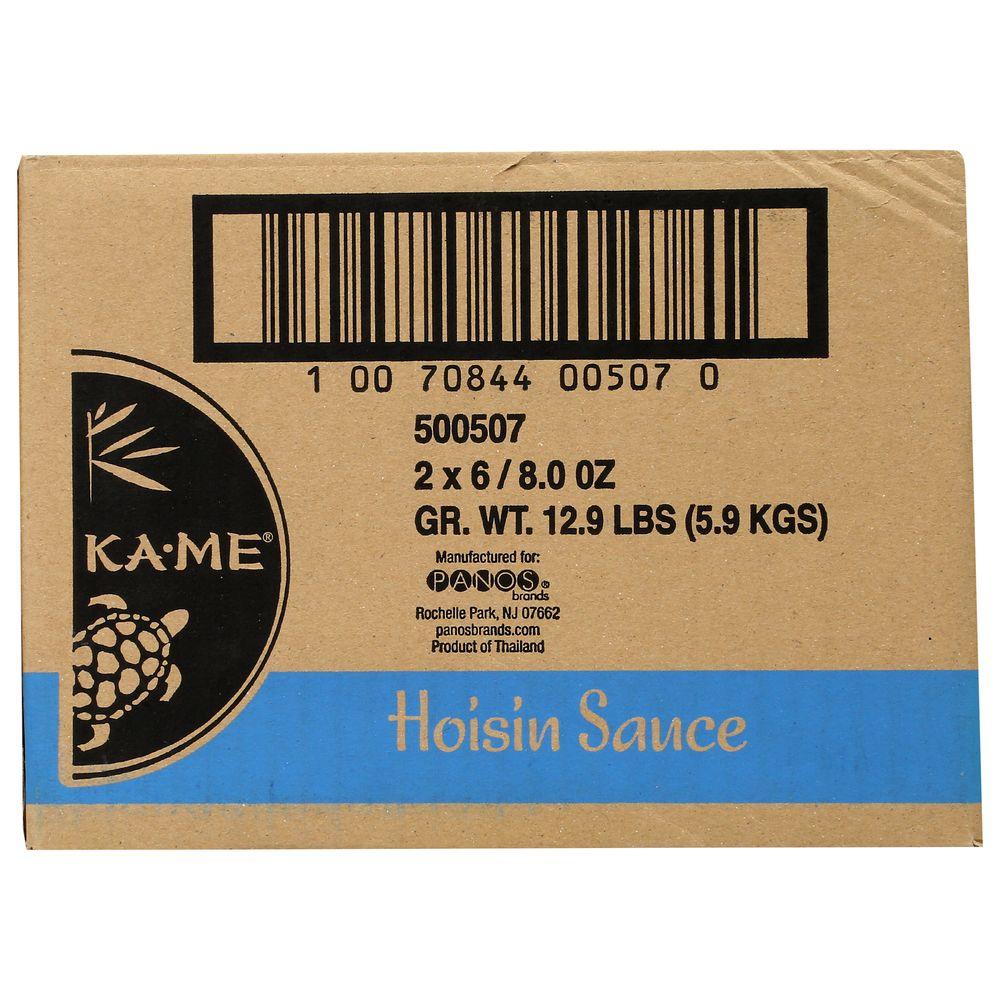 1 00 70844 00507 0
500507
2 x 6 / 8.0 OZ
GR. WT. 12.9 LBS (5.9 KGS)
KA·ME®
Manufactured for:
PANOS®
brands
Rochelle Park, NJ 07662
panosbrands.com
Product of Thailand
Hoisin Sauce